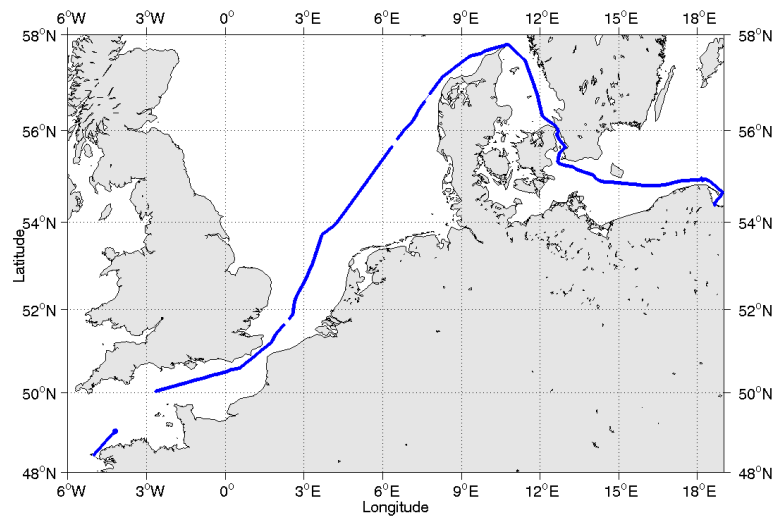 6°W 3°W 0° 3°E 6°E 9°E 12°E 15°E 18°E
58°N 58°N
56°N 56°N
54°N 54°N
52°N 52°N
50°N 50°N
48°N 48°N
6°W 3°W 0° 3°E 6°E 9°E 12°E 15°E 18°E
Latitude
Longitude